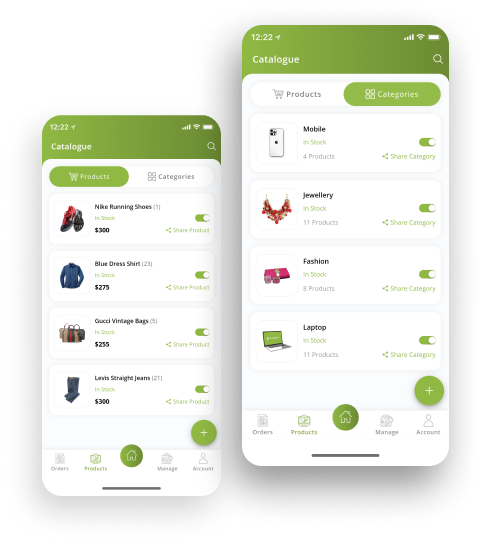 12:22
Catalogue
Products
Categories
Nike Running Shoes (1)
In Stock
$300
Share Product
Blue Dress Shirt (23)
In Stock
$275
Share Product
Gucci Vintage Bags (5)
In Stock
$255
Share Product
Levis Straight Jeans (21)
In Stock
$300
Share Product
+
Orders
Products
Manage
Account
12:22
Catalogue
Products
Categories
Mobile
In Stock
4 Products
Share Category
Jewellery
In Stock
11 Products
Share Category
Fashion
In Stock
8 Products
Share Category
Laptop
In Stock
11 Products
Share Category
+
Orders
Products
Manage
Account